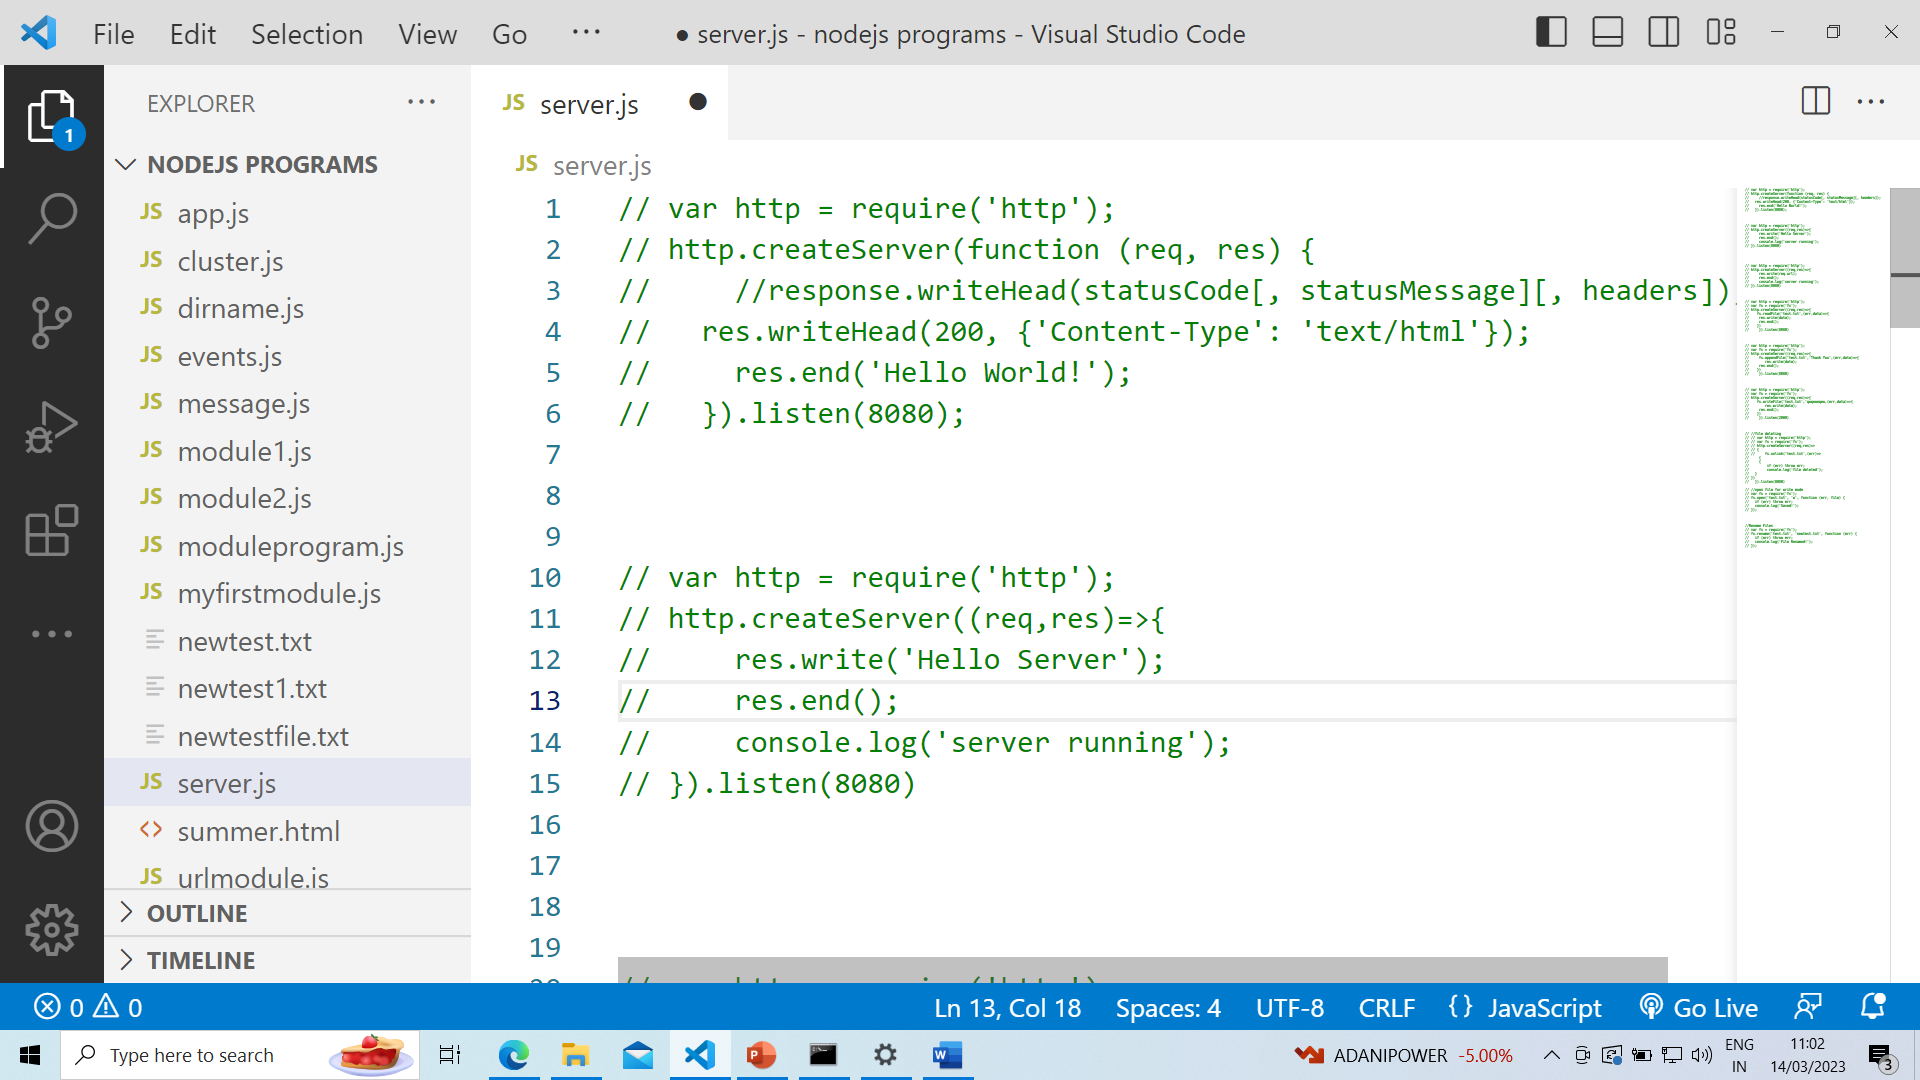 File Edit Selection View Go ··· ● server.js - nodejs programs - Visual Studio Code
EXPLORER ···
1
NODEJS PROGRAMS
JS app.js
JS cluster.js
JS dirname.js
JS events.js
JS message.js
JS module1.js
JS module2.js
JS moduleprogram.js
JS myfirstmodule.js
newtest.txt
newtest1.txt
newtestfile.txt
JS server.js
<> summer.html
JS urlmodule.js
OUTLINE
TIMELINE
JS server.js ●
JS server.js
1 // var http = require('http');
2 // http.createServer(function (req, res) {
3 //     //response.writeHead(statusCode[, statusMessage][, headers])
4 //   res.writeHead(200, {'Content-Type': 'text/html'});
5 //     res.end('Hello World!');
6 //   }).listen(8080);
7
8
9
10 // var http = require('http');
11 // http.createServer((req,res)=>{
12 //     res.write('Hello Server');
13 //     res.end();
14 //     console.log('server running');
15 // }).listen(8080)
16
17
18
19
0 0 Ln 13, Col 18 Spaces: 4 UTF-8 CRLF {} JavaScript Go Live
Type here to search ADANIPOWER -5.00% ENG IN 11:02 14/03/2023 3